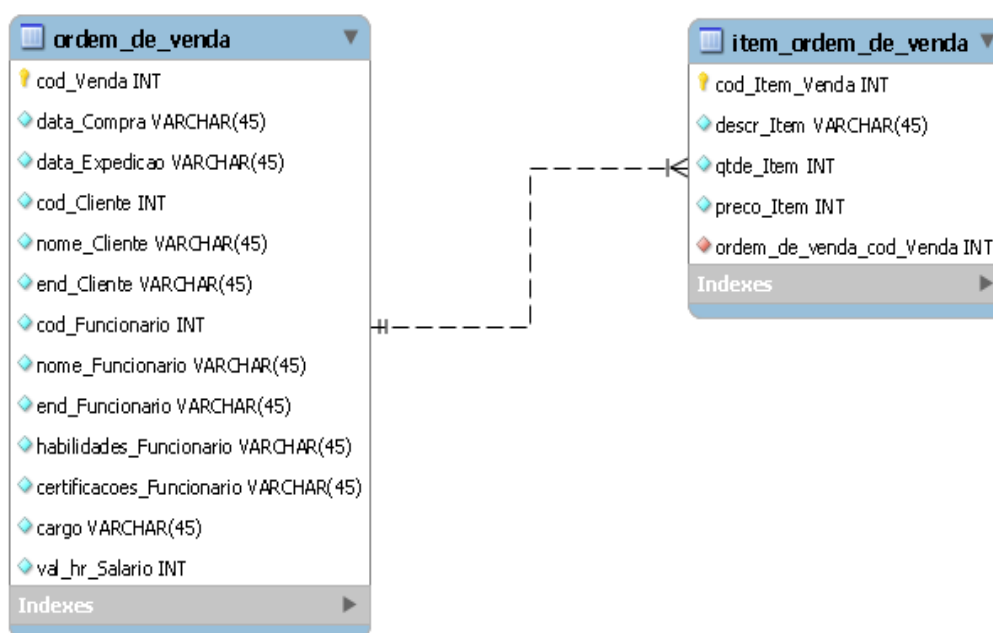 ordem_de_venda
cod_Venda INT
data_Compra VARCHAR(45)
data_Expedicao VARCHAR(45)
cod_Cliente INT
nome_Cliente VARCHAR(45)
end_Cliente VARCHAR(45)
cod_Funcionario INT
nome_Funcionario VARCHAR(45)
end_Funcionario VARCHAR(45)
habilidades_Funcionario VARCHAR(45)
certificacoes_Funcionario VARCHAR(45)
cargo VARCHAR(45)
val_hr_Salario INT
Indexes
item_ordem_de_venda
cod_Item_Venda INT
descr_Item VARCHAR(45)
qtde_Item INT
preco_Item INT
ordem_de_venda_cod_Venda INT
Indexes